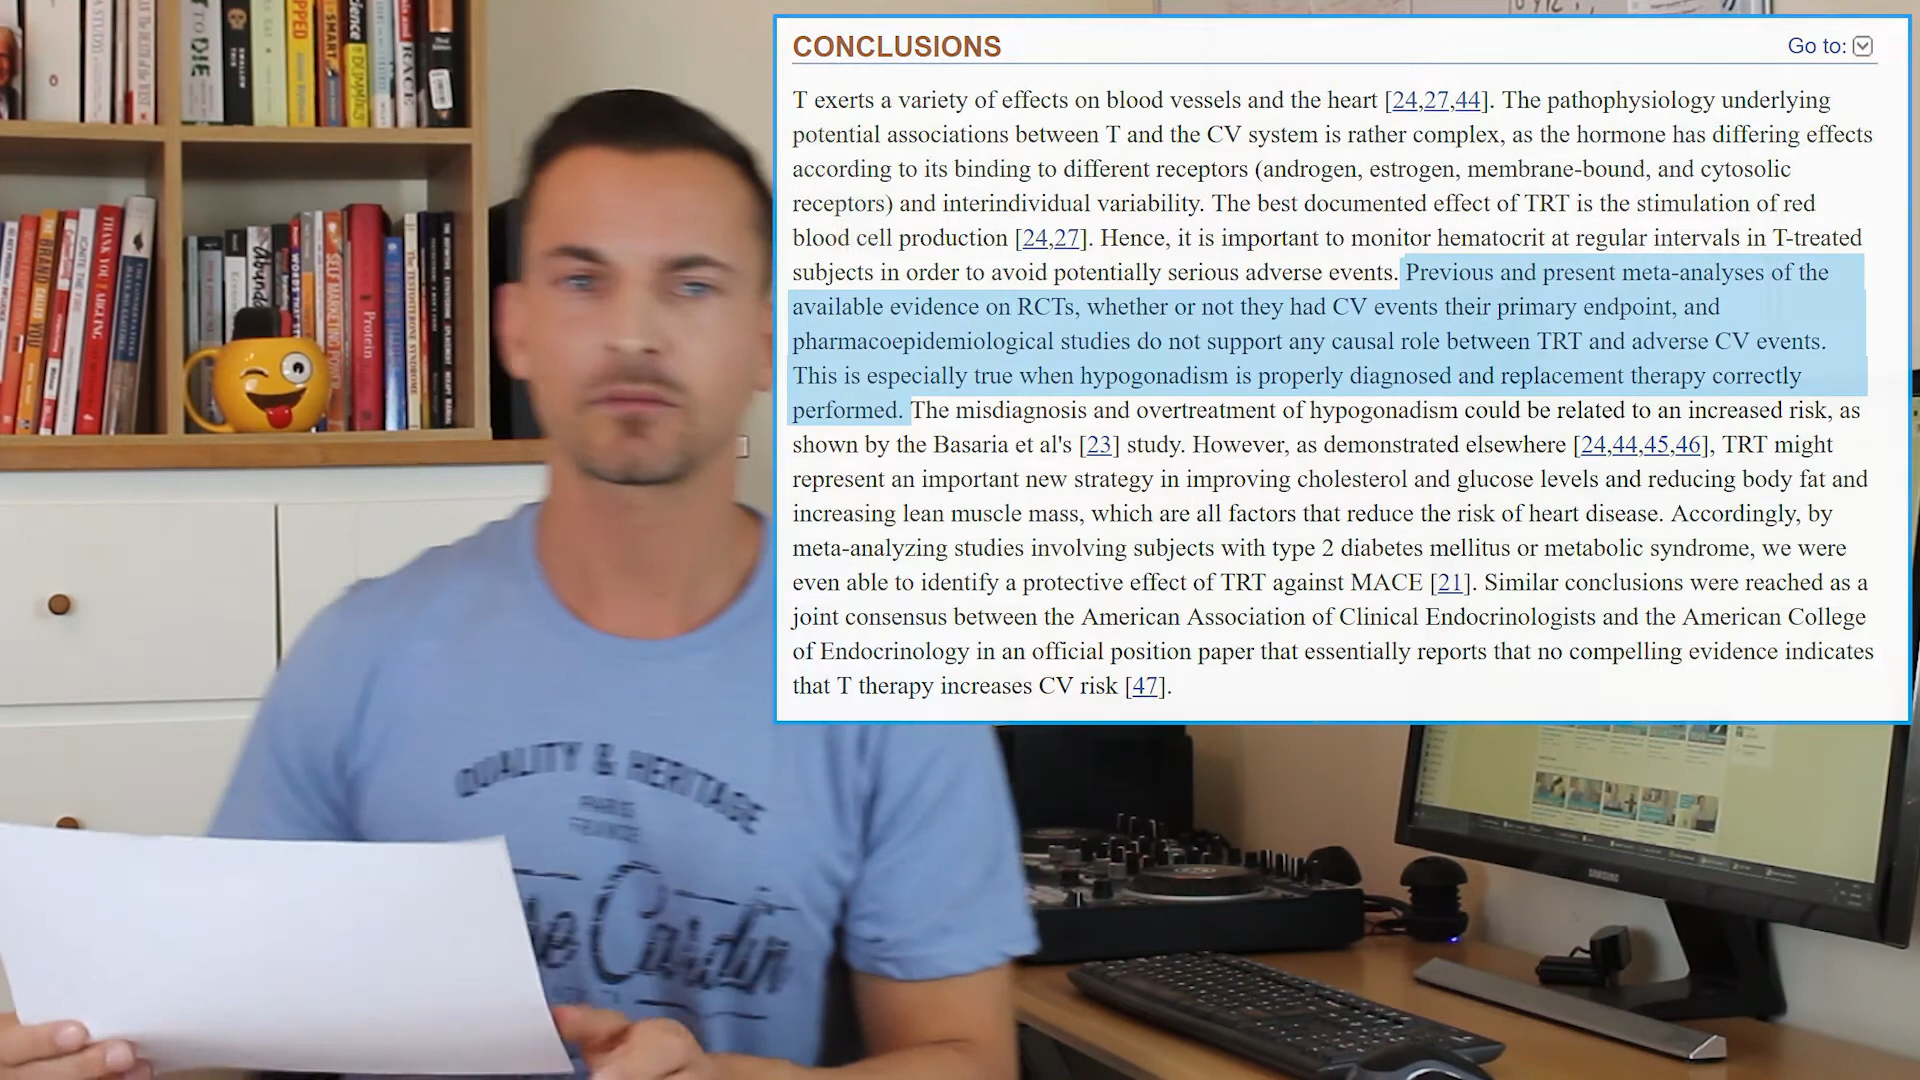 CONCLUSIONS
Go to:
T exerts a variety of effects on blood vessels and the heart [24,27,44]. The pathophysiology underlying
potential associations between T and the CV system is rather complex, as the hormone has differing effects
according to its binding to different receptors (androgen, estrogen, membrane-bound, and cytosolic
receptors) and interindividual variability. The best documented effect of TRT is the stimulation of red
blood cell production [24,27]. Hence, it is important to monitor hematocrit at regular intervals in T-treated
subjects in order to avoid potentially serious adverse events. Previous and present meta-analyses of the
available evidence on RCTs, whether or not they had CV events their primary endpoint, and
pharmacoepidemiological studies do not support any causal role between TRT and adverse CV events.
This is especially true when hypogonadism is properly diagnosed and replacement therapy correctly
performed. The misdiagnosis and overtreatment of hypogonadism could be related to an increased risk, as
shown by the Basaria et al's [23] study. However, as demonstrated elsewhere [24,44,45,46], TRT might
represent an important new strategy in improving cholesterol and glucose levels and reducing body fat and
increasing lean muscle mass, which are all factors that reduce the risk of heart disease. Accordingly, by
meta-analyzing studies involving subjects with type 2 diabetes mellitus or metabolic syndrome, we were
even able to identify a protective effect of TRT against MACE [21]. Similar conclusions were reached as a
joint consensus between the American Association of Clinical Endocrinologists and the American College
of Endocrinology in an official position paper that essentially reports that no compelling evidence indicates
that T therapy increases CV risk [47].
TO DIE
SMART
DUMMIES
RACE
THANK YOU
Protein
SELF
QUALITY & HERITAGE
PARIS
FRANCE
Cardin
SAMSUNG